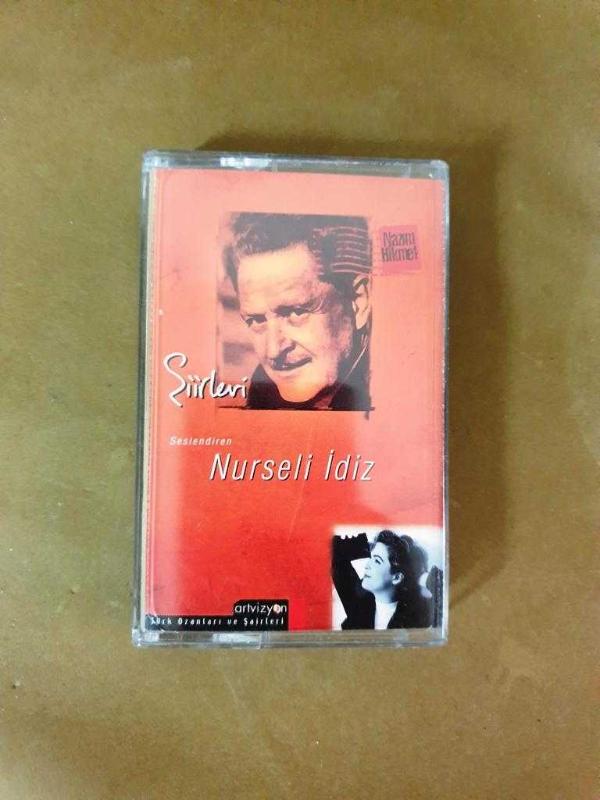 Nazım
Hikmet
Şiirleri
Seslendiren
Nurseli İdiz
artvizyon
Türk Ozanları ve Şairleri